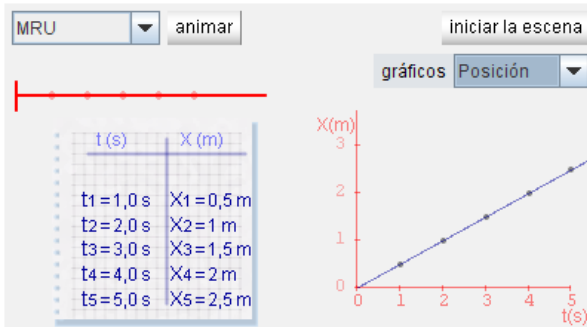 MRU animar iniciar la escena
gráficos Posición
t (s) X (m)
t1=1,0 s X1=0,5 m
t2=2,0 s X2=1 m
t3=3,0 s X3=1,5 m
t4=4,0 s X4=2 m
t5=5,0 s X5=2,5 m
X(m)
3
2
1
0
0 1 2 3 4 5
t(s)